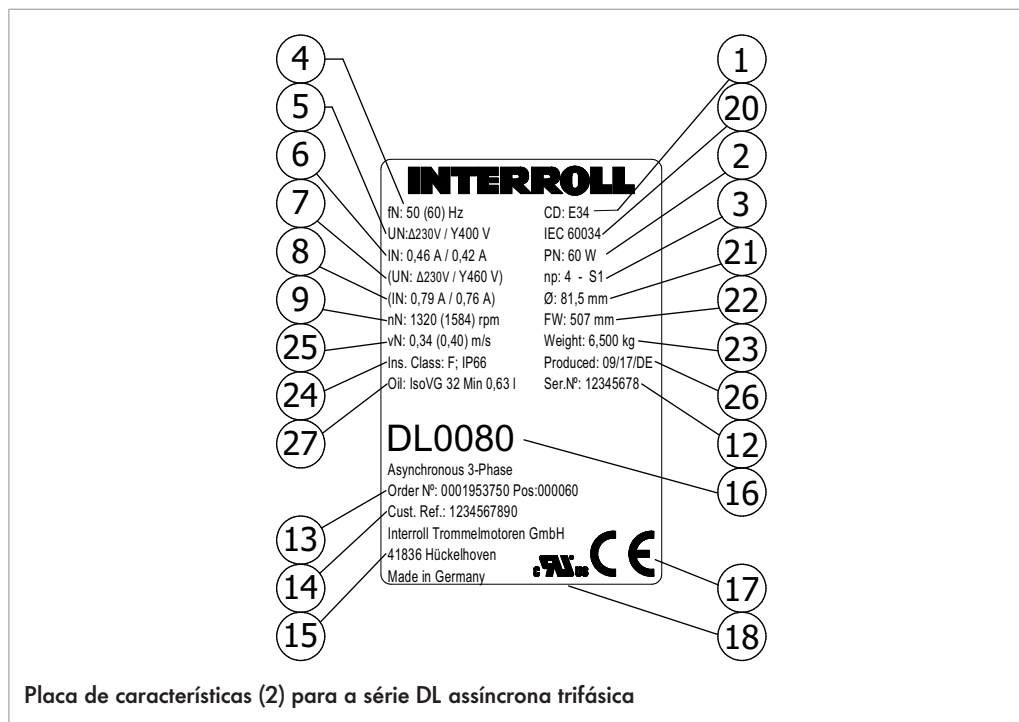 4
5
6
7
8
9
25
24
27
13
14
15
INTERROLL
fN: 50 (60) Hz
UN:Δ230V / Y400 V
IN: 0,46 A / 0,42 A
(UN: Δ230V / Y460 V)
(IN: 0,79 A / 0,76 A)
nN: 1320 (1584) rpm
vN: 0,34 (0,40) m/s
Ins. Class: F; IP66
Oil: IsoVG 32 Min 0,63 l
CD: E34
IEC 60034
PN: 60 W
np: 4 - S1
Ø: 81,5 mm
FW: 507 mm
Weight: 6,500 kg
Produced: 09/17/DE
Ser.Nº: 12345678
DL0080
Asynchronous 3-Phase
Order Nº: 0001953750 Pos:000060
Cust. Ref.: 1234567890
Interroll Trommelmotoren GmbH
41836 Hückelhoven
Made in Germany
c RU US CE
1
20
2
3
21
22
23
26
12
16
17
18
Placa de características (2) para a série DL assíncrona trifásica